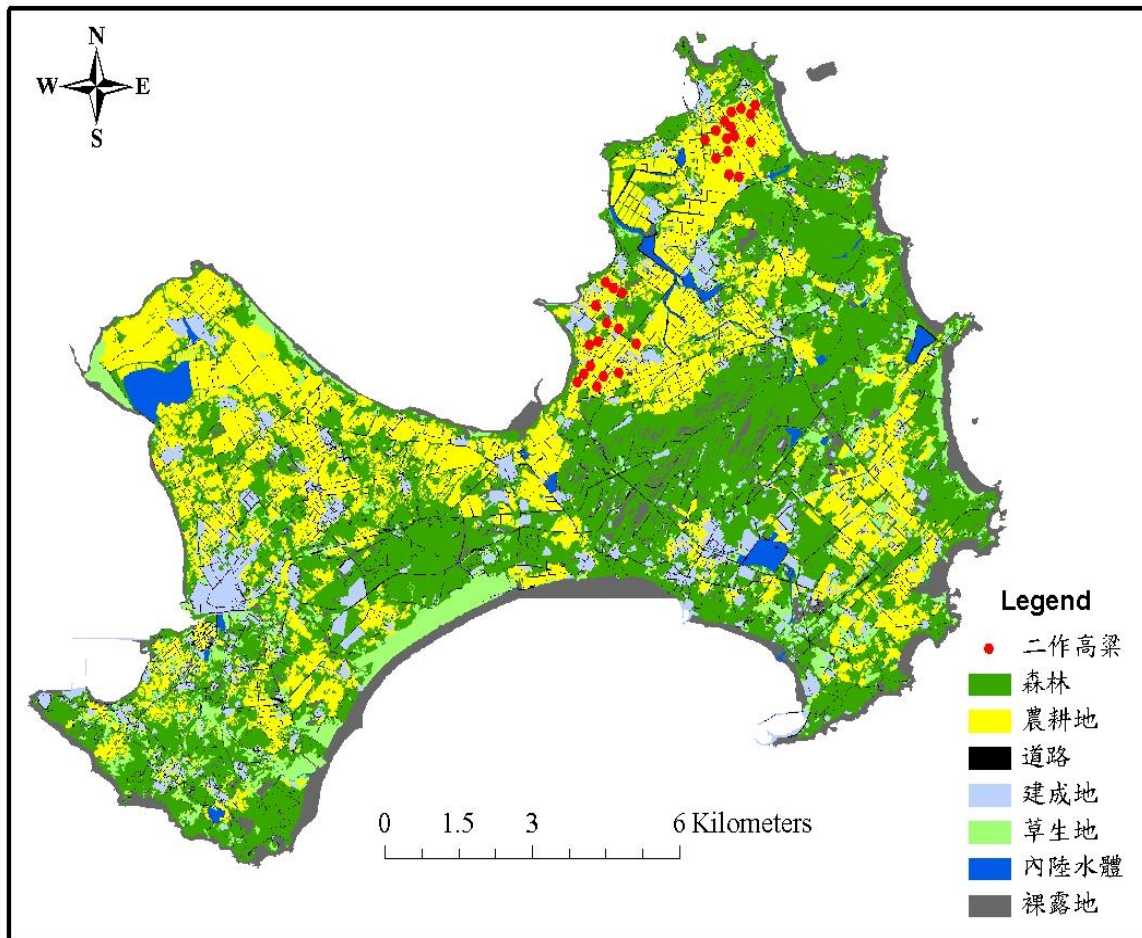 N
W E
S
Legend
二作高粱
森林
農耕地
道路
建成地
草生地
內陸水體
裸露地
0 1.5 3 6 Kilometers